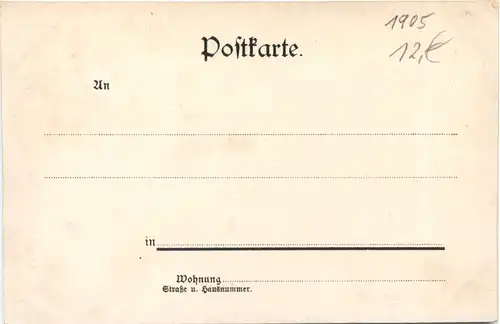 1905
12,€
Postkarte.
An
in
Wohnung
Straße u. Hausnummer.